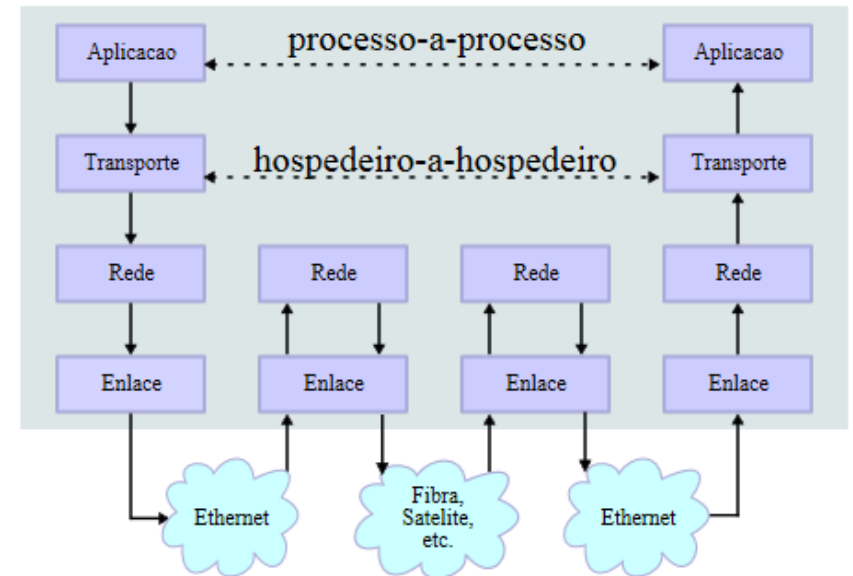 processo-a-processo
Aplicacao
Aplicacao
hospedeiro-a-hospedeiro
Transporte
Transporte
Rede
Rede
Rede
Rede
Enlace
Enlace
Enlace
Enlace
Ethernet
Fibra,
Satelite,
etc.
Ethernet